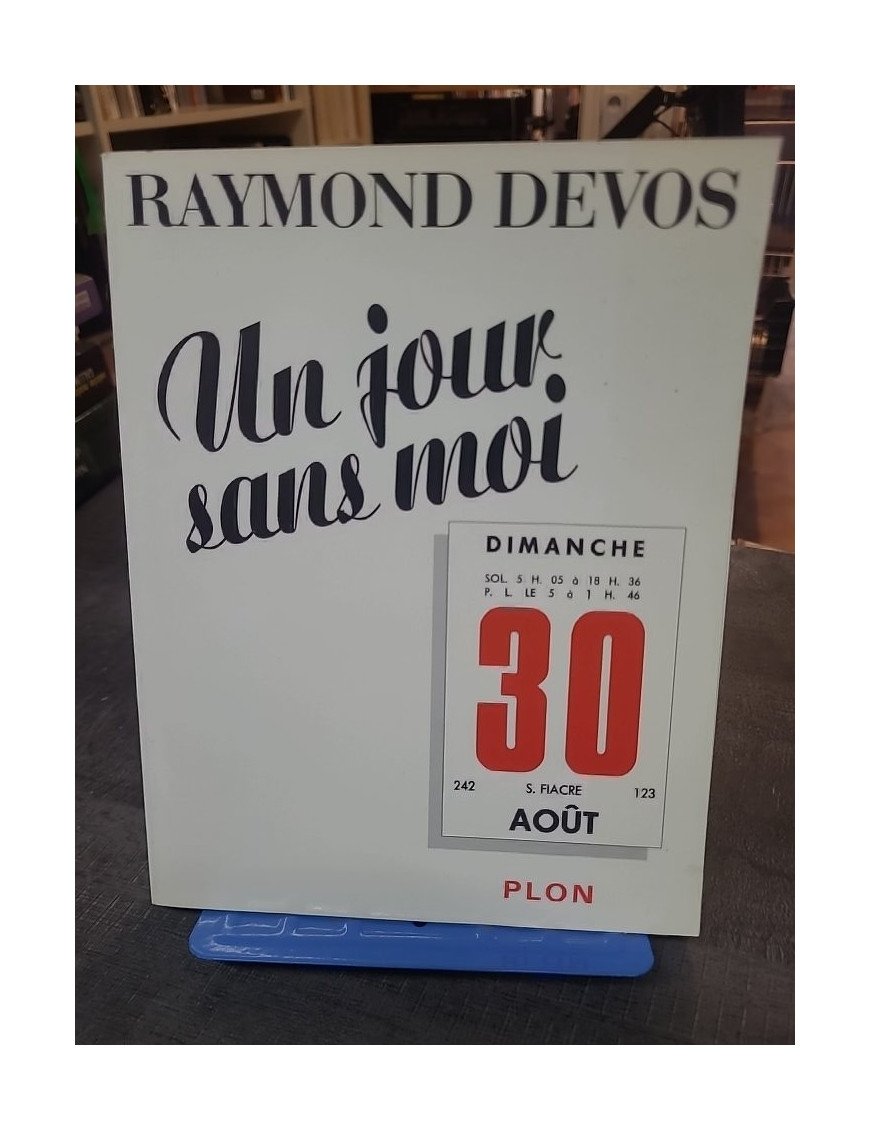 RAYMOND DEVOS
Un jour
sans moi
DIMANCHE
SOL. 5 H. 05 à 18 H. 36
P. L. LE 5 à 1 H. 46
30
242 S. FIACRE 123
AOÛT
PLON